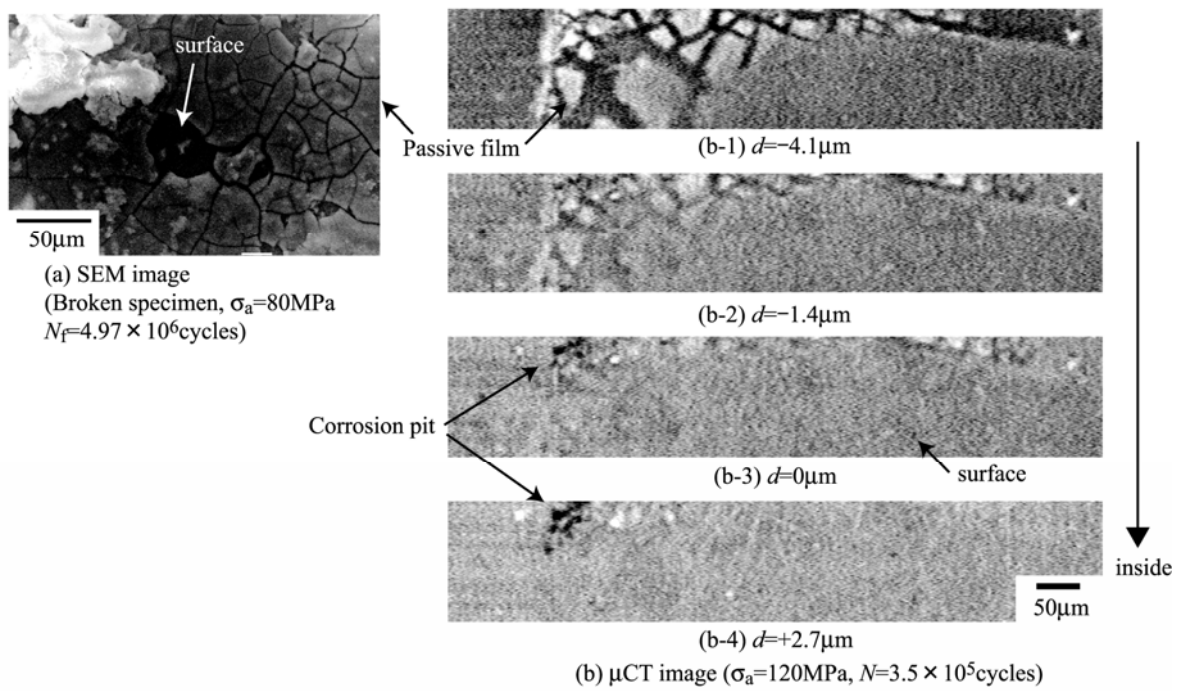 surface
50μm
(a) SEM image
(Broken specimen, σa=80MPa
Nf=4.97 × 10⁶cycles)
Passive film
(b-1) d=−4.1μm
(b-2) d=−1.4μm
Corrosion pit
(b-3) d=0μm
surface
inside
50μm
(b-4) d=+2.7μm
(b) μCT image (σa=120MPa, N=3.5 × 10⁵cycles)